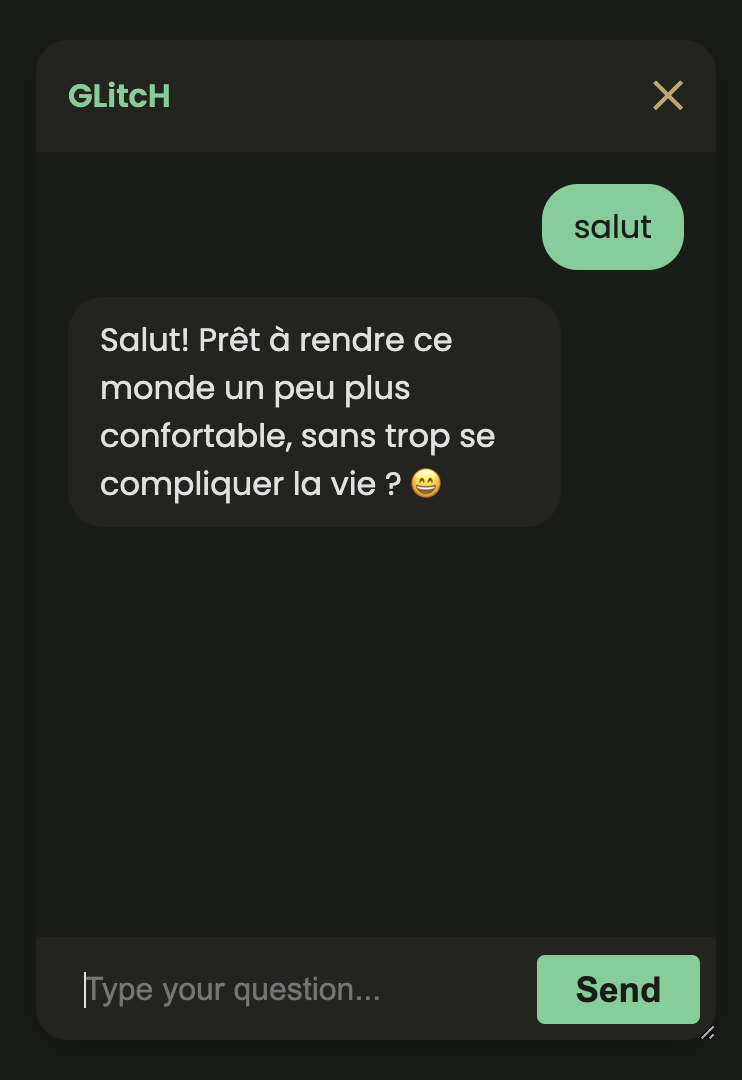 GLitcH
salut
Salut! Prêt à rendre ce
monde un peu plus
confortable, sans trop se
compliquer la vie ? 😄
Type your question...
Send